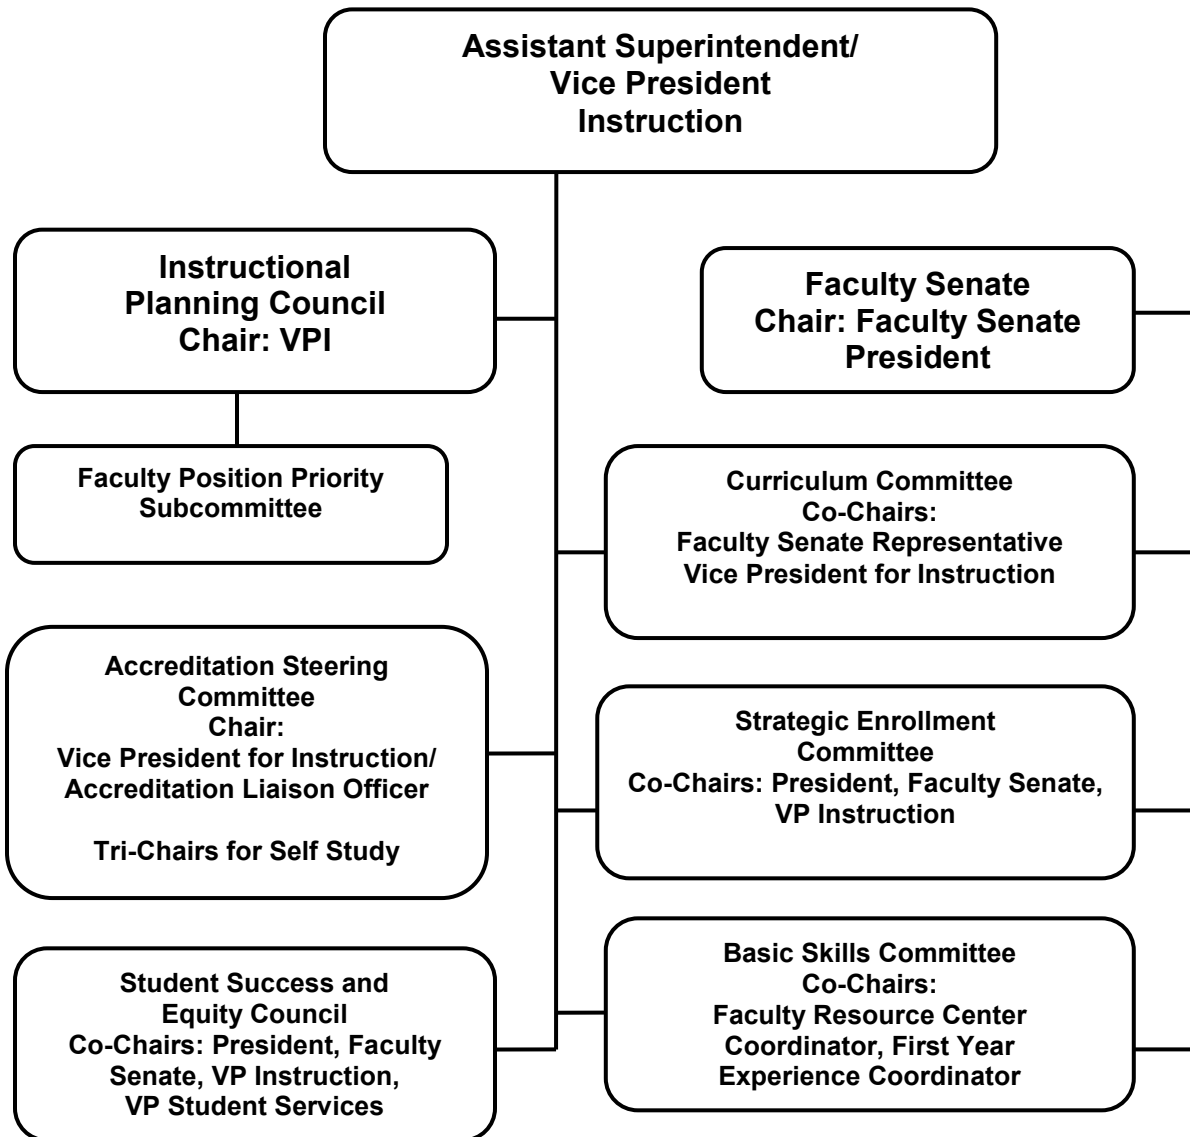 Assistant Superintendent/
Vice President
Instruction
Instructional
Planning Council
Chair: VPI
Faculty Senate
Chair: Faculty Senate
President
Faculty Position Priority
Subcommittee
Curriculum Committee
Co-Chairs:
Faculty Senate Representative
Vice President for Instruction
Accreditation Steering
Committee
Chair:
Vice President for Instruction/
Accreditation Liaison Officer
Tri-Chairs for Self Study
Strategic Enrollment
Committee
Co-Chairs: President, Faculty Senate,
VP Instruction
Student Success and
Equity Council
Co-Chairs: President, Faculty
Senate, VP Instruction,
VP Student Services
Basic Skills Committee
Co-Chairs:
Faculty Resource Center
Coordinator, First Year
Experience Coordinator